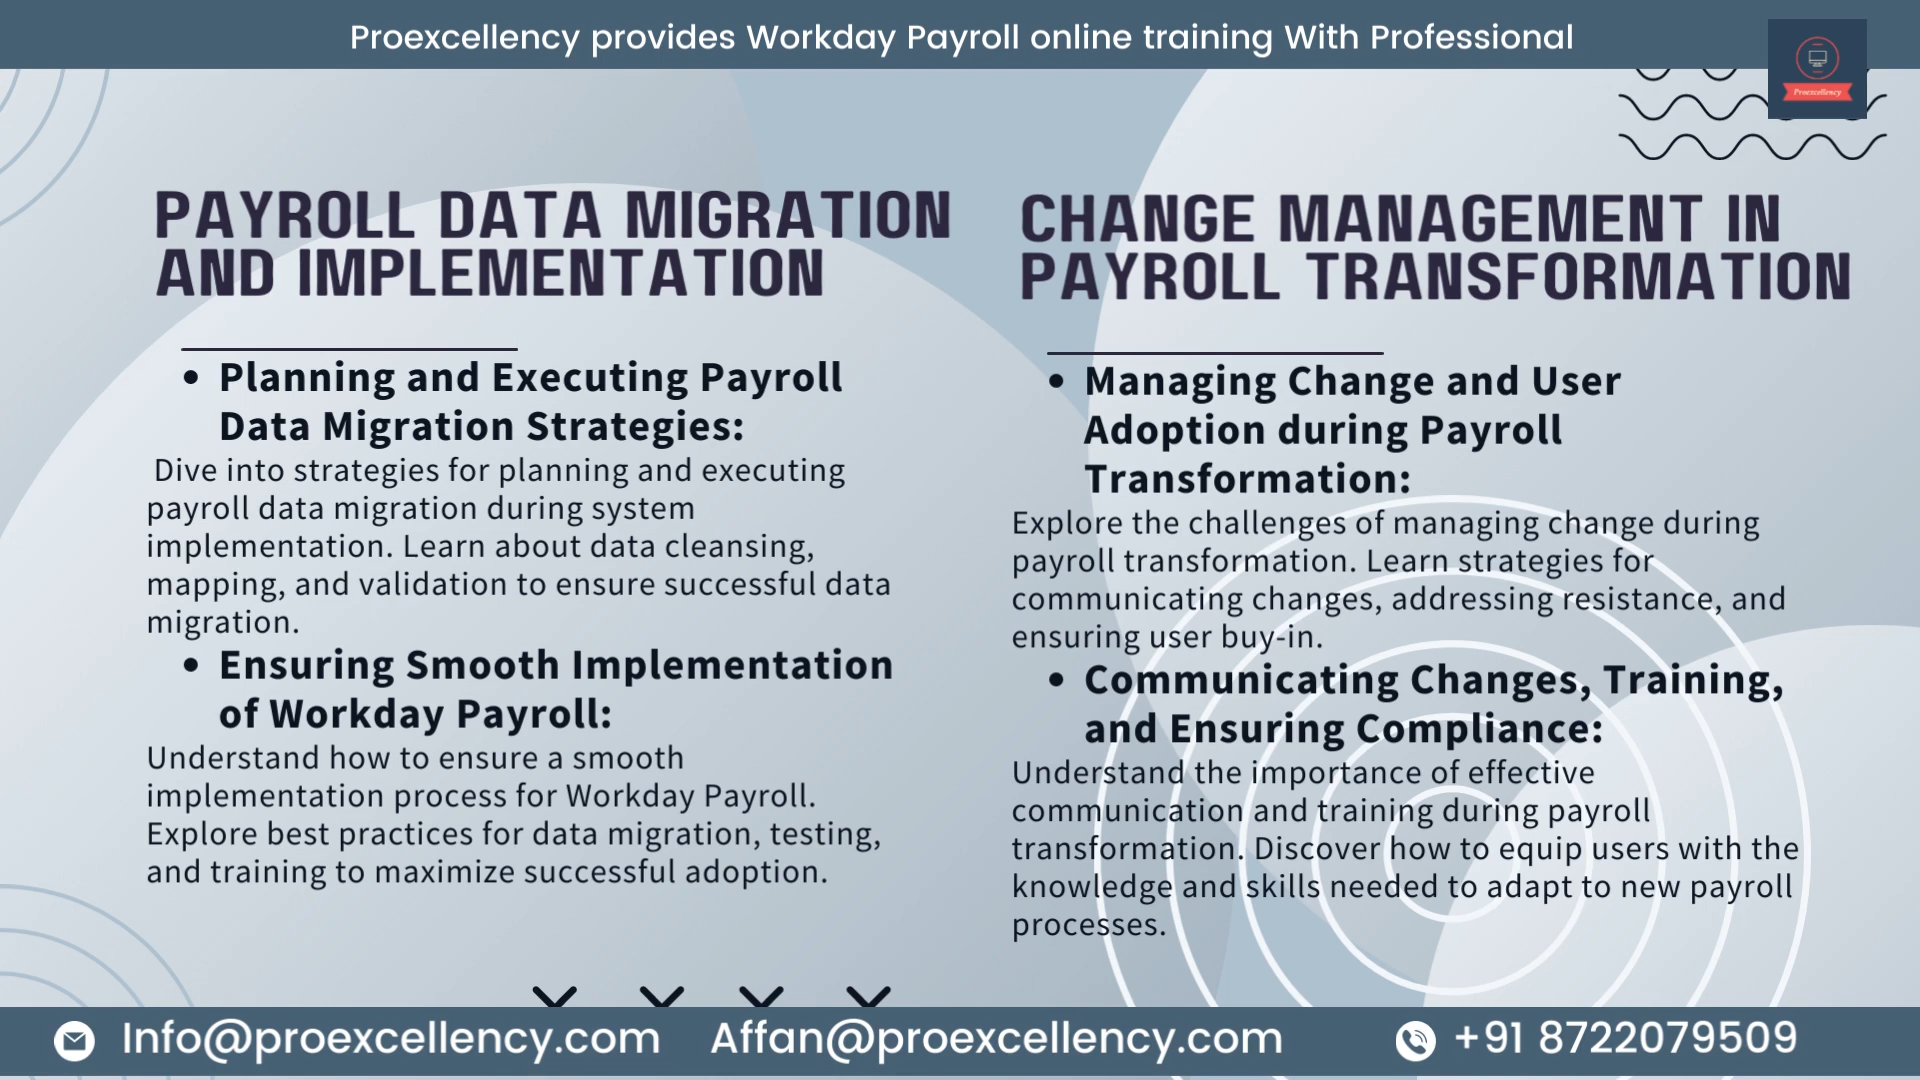 Proexcellency provides Workday Payroll online training With Professional
Proexcellency
PAYROLL DATA MIGRATION
AND IMPLEMENTATION
• Planning and Executing Payroll
Data Migration Strategies:
Dive into strategies for planning and executing
payroll data migration during system
implementation. Learn about data cleansing,
mapping, and validation to ensure successful data
migration.
• Ensuring Smooth Implementation
of Workday Payroll:
Understand how to ensure a smooth
implementation process for Workday Payroll.
Explore best practices for data migration, testing,
and training to maximize successful adoption.
CHANGE MANAGEMENT IN
PAYROLL TRANSFORMATION
• Managing Change and User
Adoption during Payroll
Transformation:
Explore the challenges of managing change during
payroll transformation. Learn strategies for
communicating changes, addressing resistance, and
ensuring user buy-in.
• Communicating Changes, Training,
and Ensuring Compliance:
Understand the importance of effective
communication and training during payroll
transformation. Discover how to equip users with the
knowledge and skills needed to adapt to new payroll
processes.
Info@proexcellency.com Affan@proexcellency.com +91 8722079509